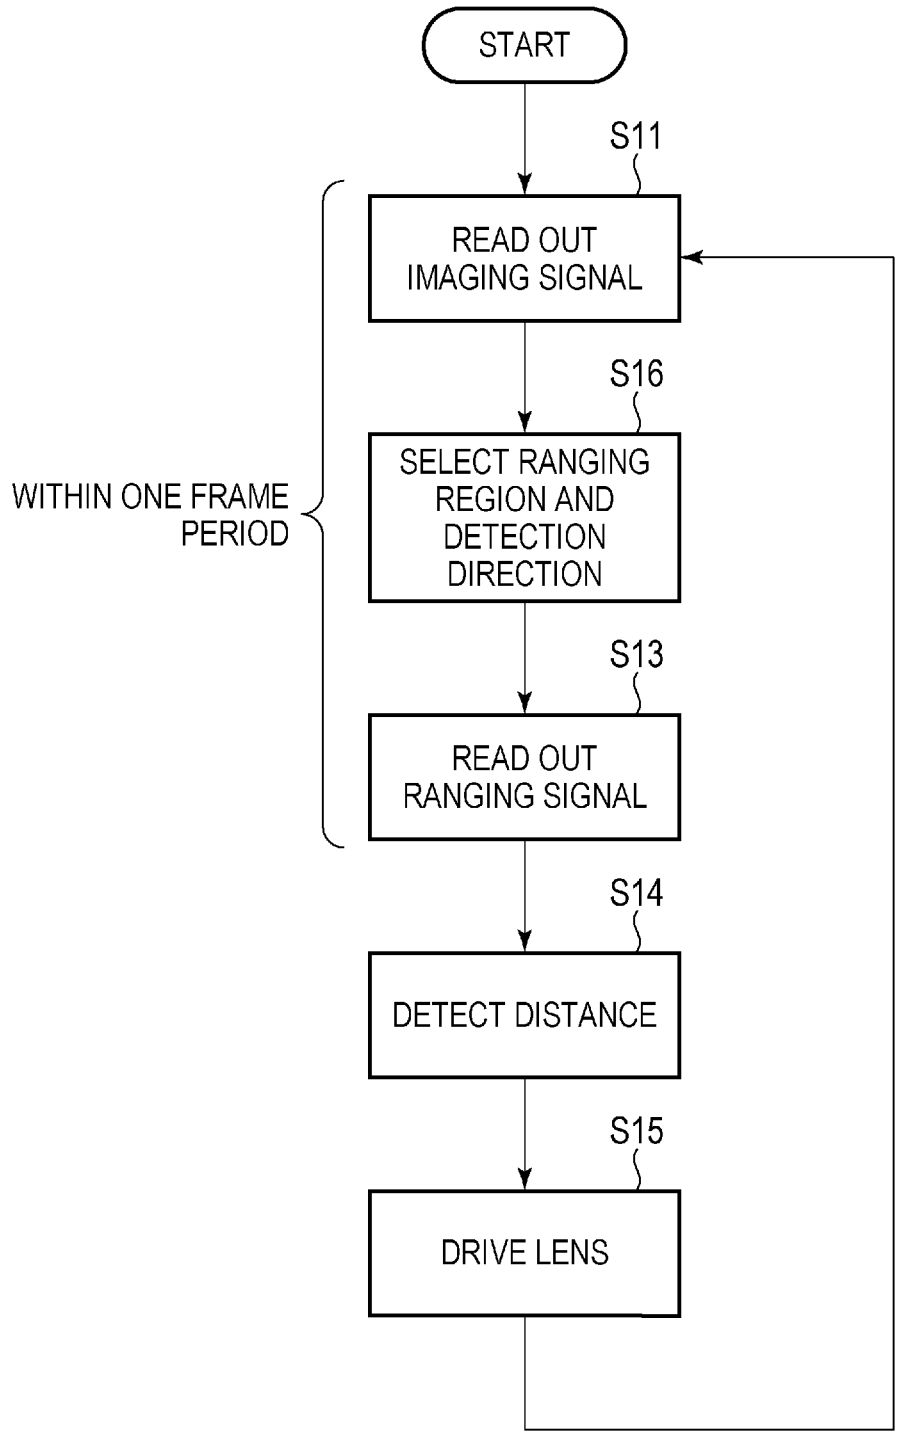 START
S11
READ OUT
IMAGING SIGNAL
S16
SELECT RANGING
REGION AND
DETECTION
DIRECTION
WITHIN ONE FRAME
PERIOD
S13
READ OUT
RANGING SIGNAL
S14
DETECT DISTANCE
S15
DRIVE LENS